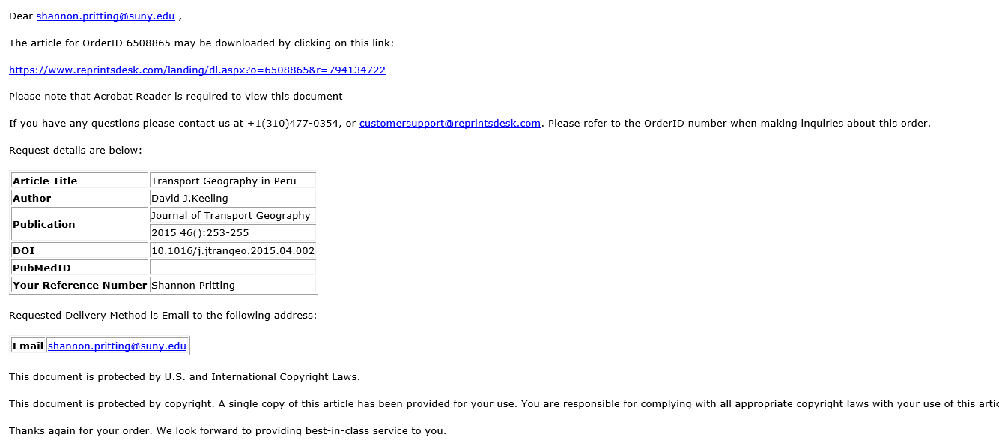 Dear shannon.pritting@suny.edu ,
The article for OrderID 6508865 may be downloaded by clicking on this link:
https://www.reprintsdesk.com/landing/dl.aspx?o=6508865&r=794134722
Please note that Acrobat Reader is required to view this document
If you have any questions please contact us at +1(310)477-0354, or customersupport@reprintsdesk.com. Please refer to the OrderID number when making inquiries about this order.
Request details are below:
Article Title Transport Geography in Peru
Author David J.Keeling
Publication Journal of Transport Geography
2015 46():253-255
DOI 10.1016/j.jtrangeo.2015.04.002
PubMedID
Your Reference Number Shannon Pritting
Requested Delivery Method is Email to the following address:
Email shannon.pritting@suny.edu
This document is protected by U.S. and International Copyright Laws.
This document is protected by copyright. A single copy of this article has been provided for your use. You are responsible for complying with all appropriate copyright laws with your use of this
Thanks again for your order. We look forward to providing best-in-class service to you.